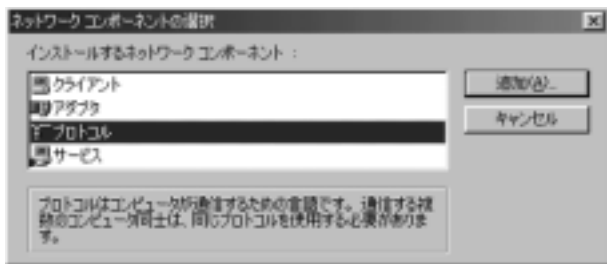 ネットワーク コンポーネントの選択
インストールするネットワーク コンポーネント :
クライアント
アダプタ
プロトコル
サービス
追加(A)...
キャンセル
プロトコルはコンピュータが通信するための言語です。通信する複
数のコンピュータ同士は、同じプロトコルを使用する必要がありま
す。